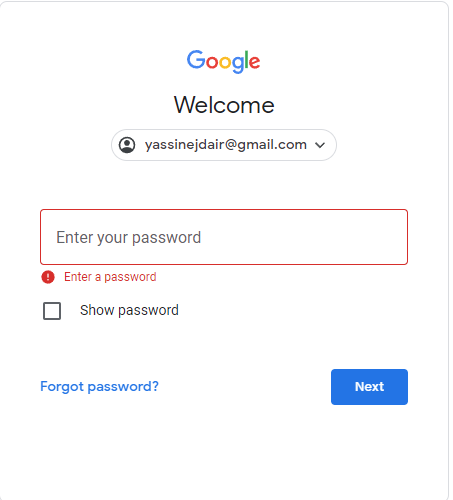 Google
Welcome
yassinejdair@gmail.com
Enter your password
Enter a password
Show password
Forgot password?
Next